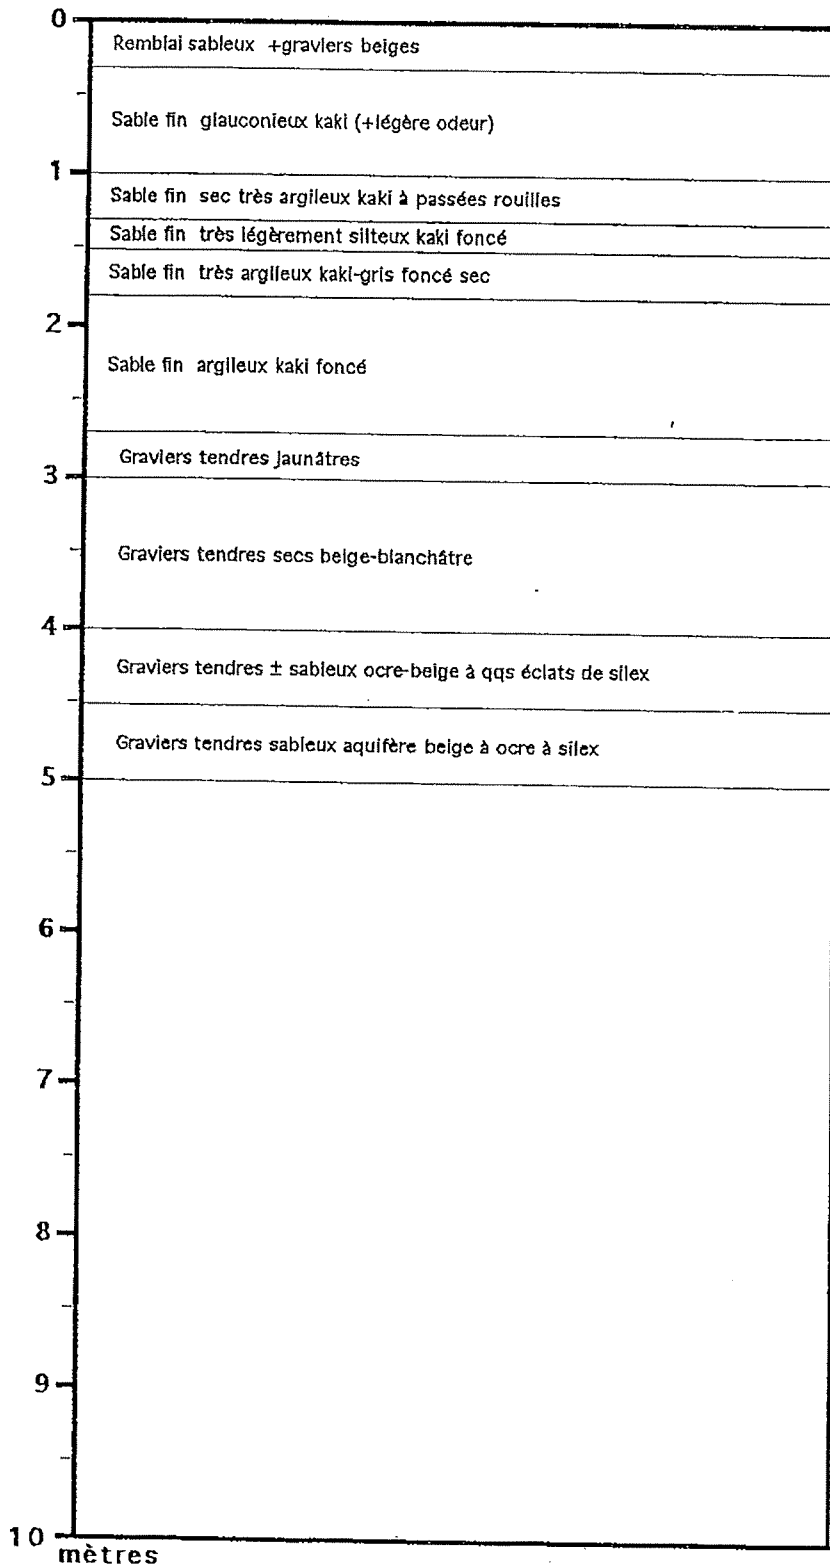 0
Remblai sableux +graviers beiges
Sable fin glauconieux kaki (+légère odeur)
1
Sable fin sec très argileux kaki à passées rouilles
Sable fin très légèrement silteux kaki foncé
Sable fin très argileux kaki-gris foncé sec
2
Sable fin argileux kaki foncé
Graviers tendres jaunâtres
3
Graviers tendres secs beige-blanchâtre
4
Graviers tendres ± sableux ocre-beige à qqs éclats de silex
Graviers tendres sableux aquifère beige à ocre à silex
5
6
7
8
9
10
mètres